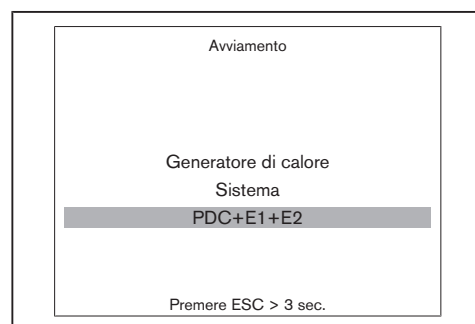 Avviamento
Generatore di calore
Sistema
PDC+E1+E2
Premere ESC > 3 sec.